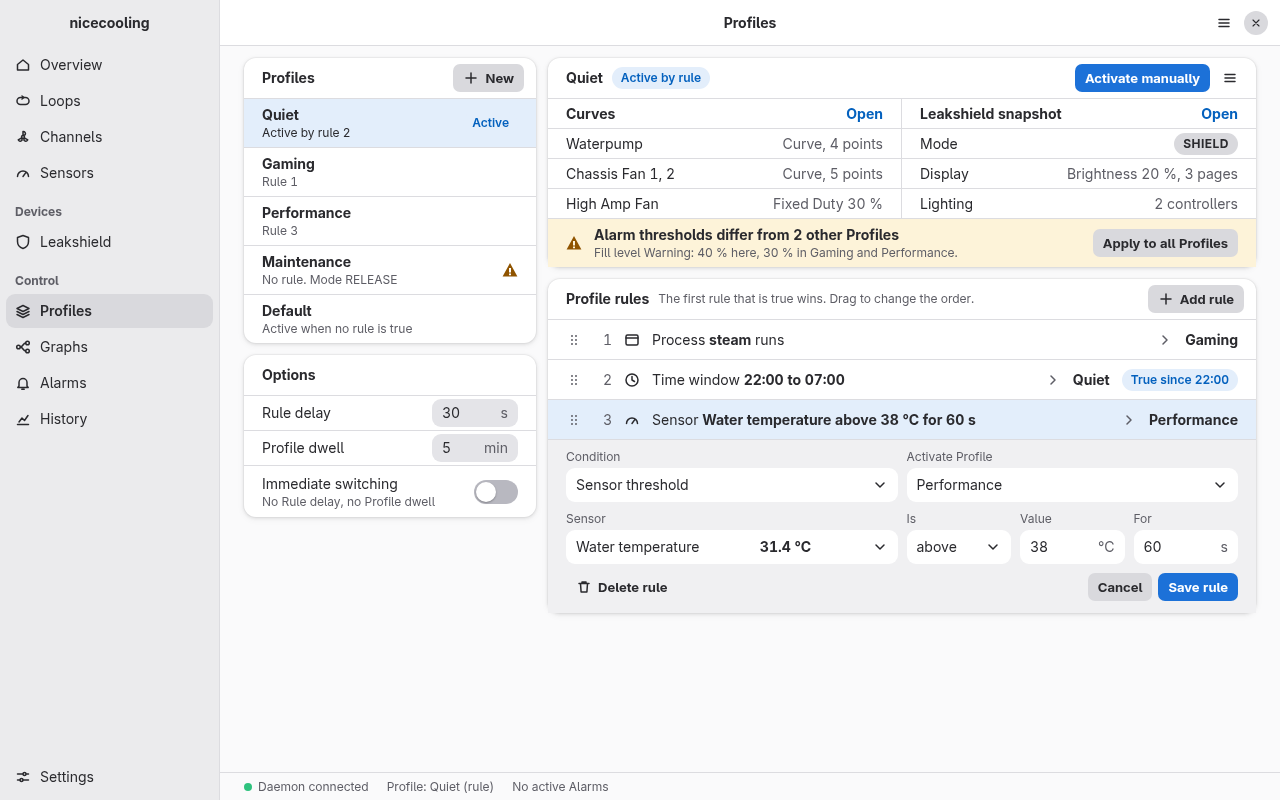 nicecooling
Profiles
Overview
Loops
Channels
Sensors
Devices
Leakshield
Control
Profiles
Graphs
Alarms
History
Settings
Profiles
New
Quiet
Active by rule 2
Active
Gaming
Rule 1
Performance
Rule 3
Maintenance
No rule. Mode RELEASE
Default
Active when no rule is true
Options
Rule delay 30 s
Profile dwell 5 min
Immediate switching
No Rule delay, no Profile dwell
Quiet Active by rule Activate manually
Curves Open
Waterpump Curve, 4 points
Chassis Fan 1, 2 Curve, 5 points
High Amp Fan Fixed Duty 30 %
Leakshield snapshot Open
Mode SHIELD
Display Brightness 20 %, 3 pages
Lighting 2 controllers
Alarm thresholds differ from 2 other Profiles
Fill level Warning: 40 % here, 30 % in Gaming and Performance.
Apply to all Profiles
Profile rules The first rule that is true wins. Drag to change the order. Add rule
1 Process steam runs Gaming
2 Time window 22:00 to 07:00 Quiet True since 22:00
3 Sensor Water temperature above 38 °C for 60 s Performance
Condition Activate Profile
Sensor threshold Performance
Sensor Is Value For
Water temperature 31.4 °C above 38 °C 60 s
Delete rule Cancel Save rule
Daemon connected Profile: Quiet (rule) No active Alarms